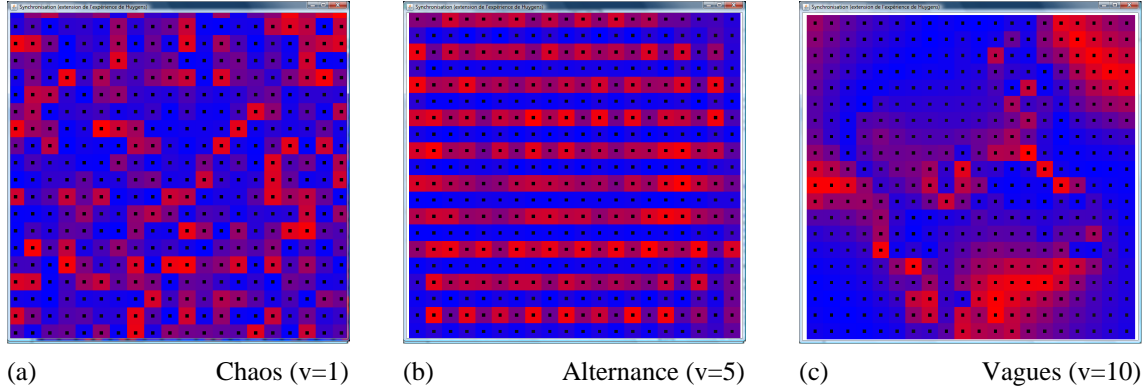 Synchronisation (extension de l'expérience de Huygens)
Synchronisation (extension de l'expérience de Huygens)
Synchronisation (extension de l'expérience de Huygens)
(a) Chaos (v=1)
(b) Alternance (v=5)
(c) Vagues (v=10)